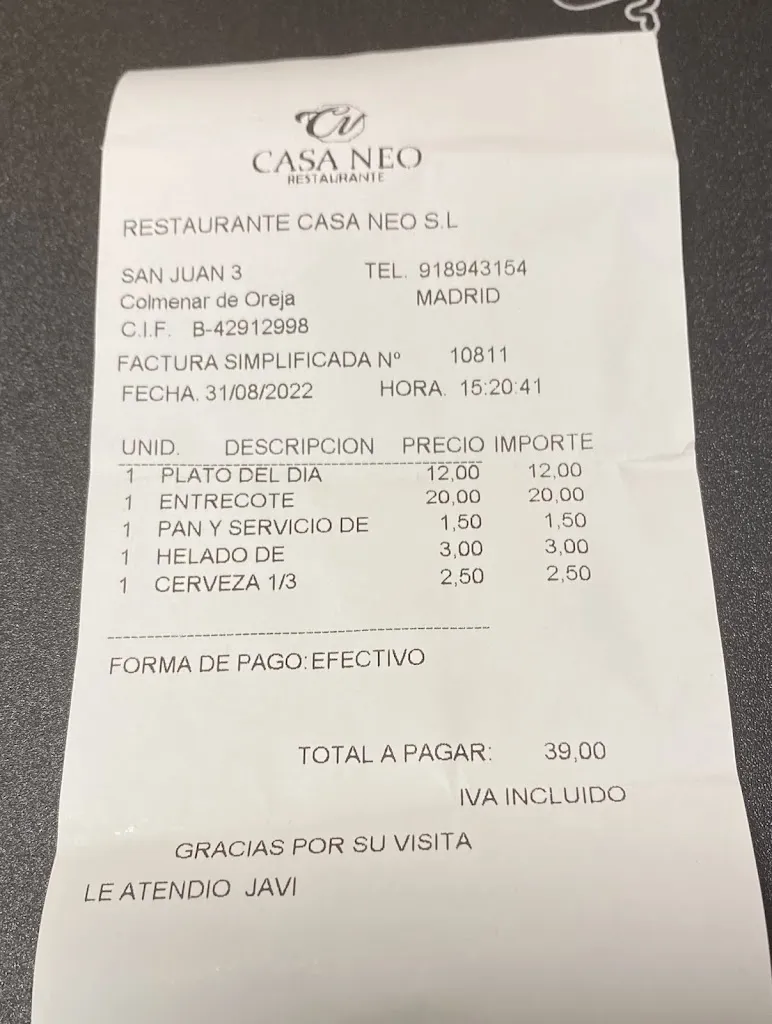 CASA NEO
RESTAURANTE
RESTAURANTE CASA NEO S.L
SAN JUAN 3 TEL. 918943154
Colmenar de Oreja MADRID
C.I.F. B-42912998
FACTURA SIMPLIFICADA Nº 10811
FECHA. 31/08/2022 HORA. 15:20:41
UNID. DESCRIPCION PRECIO IMPORTE
1 PLATO DEL DIA 12,00 12,00
1 ENTRECOTE 20,00 20,00
1 PAN Y SERVICIO DE 1,50 1,50
1 HELADO DE 3,00 3,00
1 CERVEZA 1/3 2,50 2,50
FORMA DE PAGO:EFECTIVO
TOTAL A PAGAR: 39,00
IVA INCLUIDO
GRACIAS POR SU VISITA
LE ATENDIO JAVI